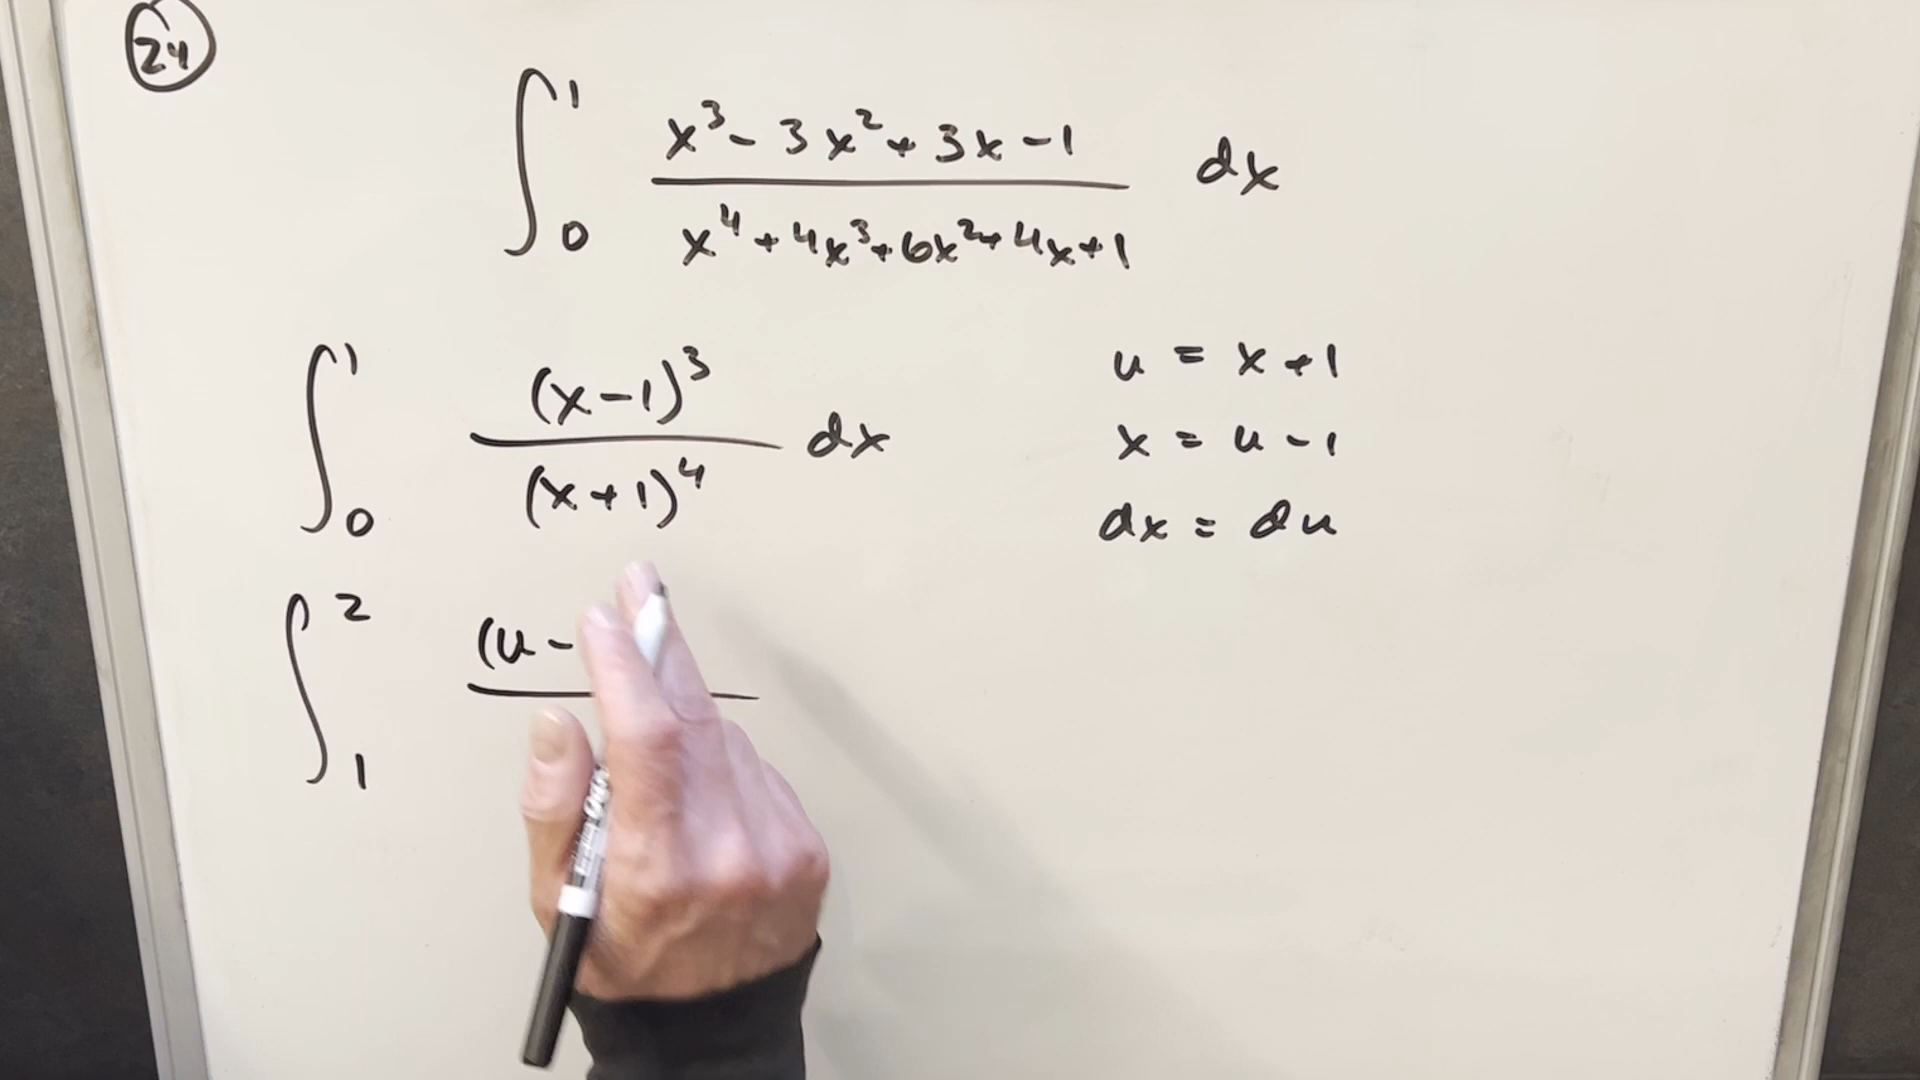 24
∫₀¹ (x³ - 3x² + 3x - 1) / (x⁴ + 4x³ + 6x² + 4x + 1) dx
∫₀¹ (x-1)³ / (x+1)⁴ dx
u = x + 1
x = u - 1
dx = du
∫₁² (u -